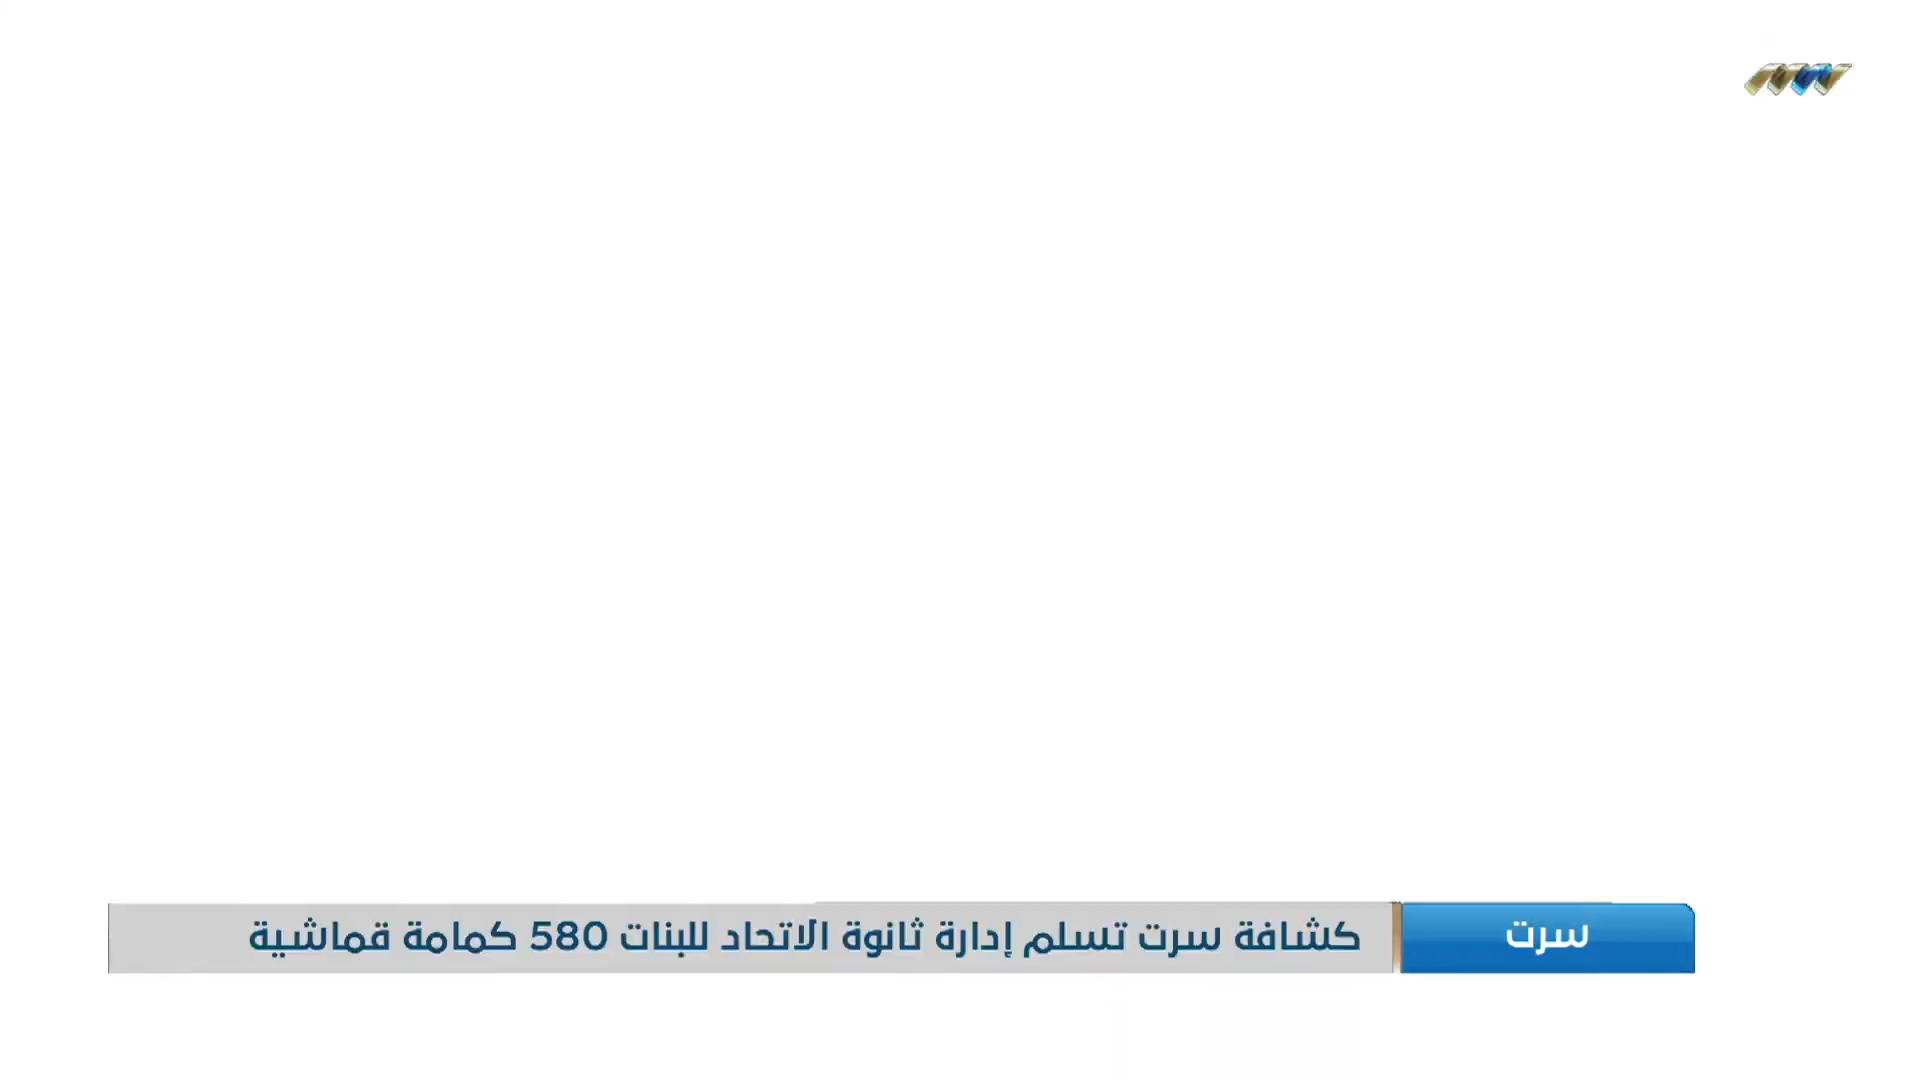 سرت
كشافة سرت تسلم إدارة ثانوة الاتحاد للبنات 580 كمامة قماشية